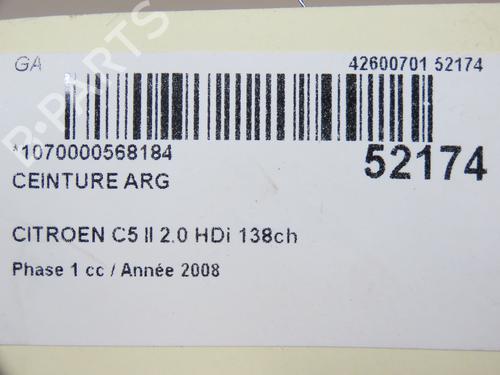 GA
42600701 52174
*1070000568184
52174
CEINTURE ARG
CITROEN C5 II 2.0 HDi 138ch
Phase 1 cc / Année 2008
B-PARTS